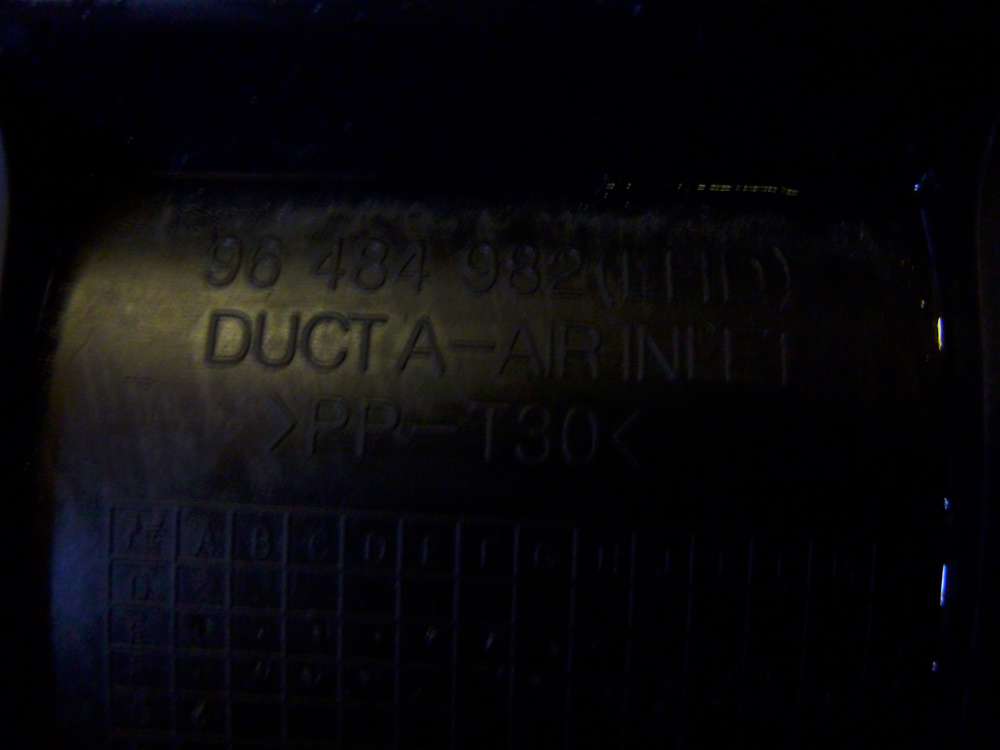 96 484 982(LHD)
DUCT A-AIR INLET
>PP-T30<
A B C D E F G H